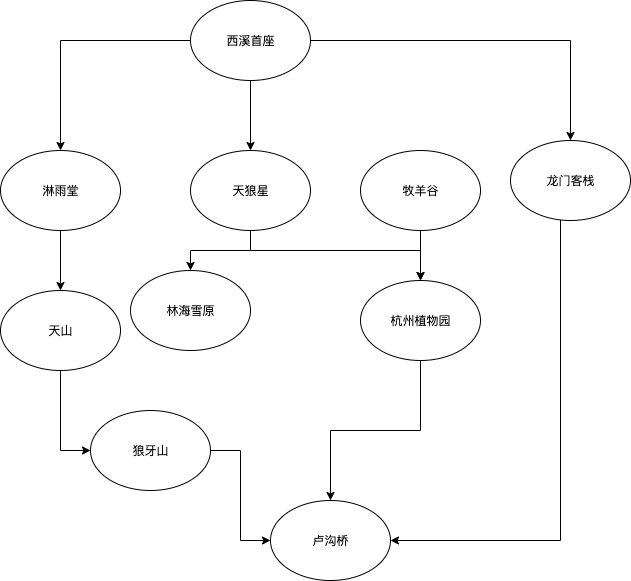 西溪首座
淋雨堂
天狼星
牧羊谷
龙门客栈
林海雪原
杭州植物园
天山
狼牙山
卢沟桥